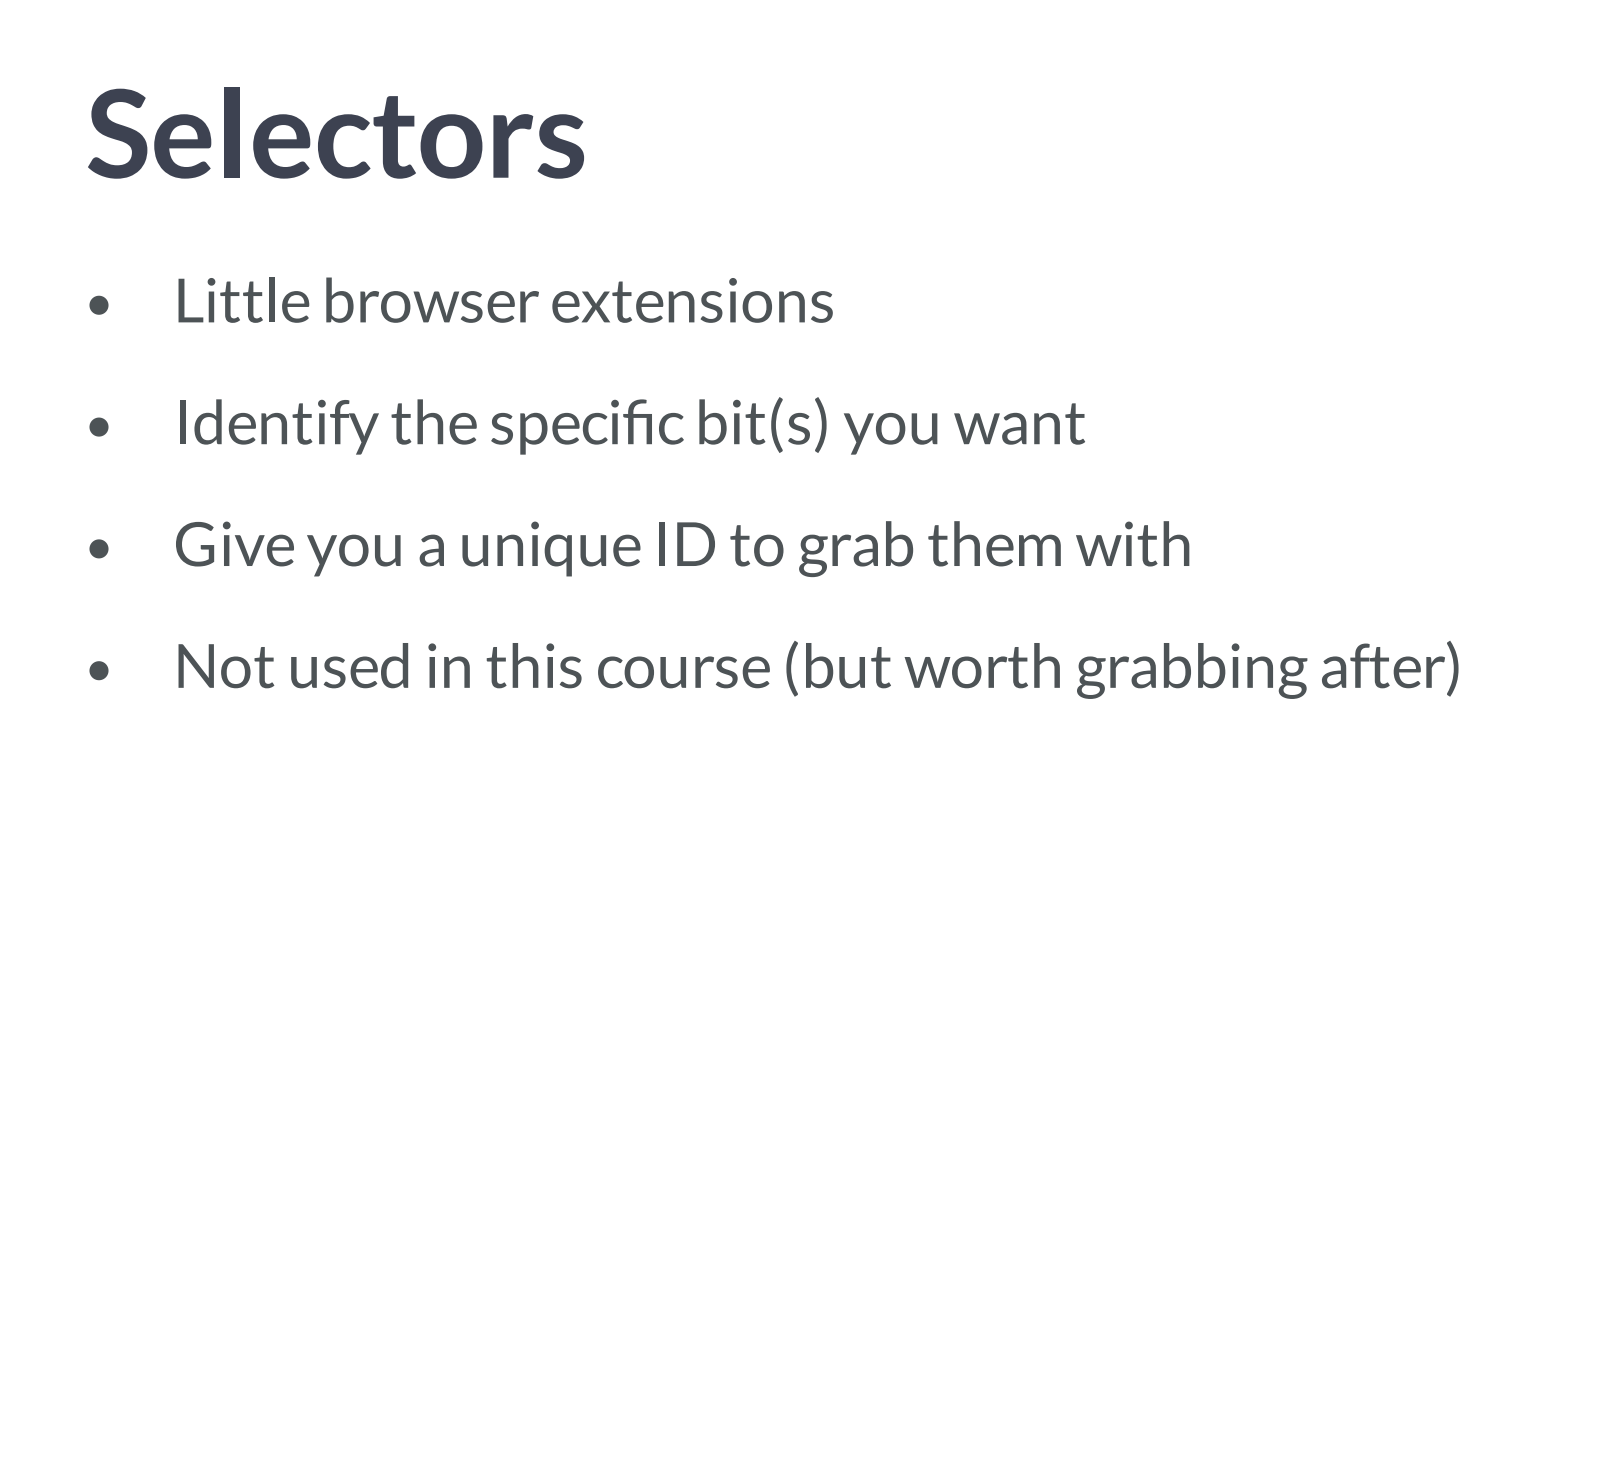 Selectors
• Little browser extensions
• Identify the specific bit(s) you want
• Give you a unique ID to grab them with
• Not used in this course (but worth grabbing after)